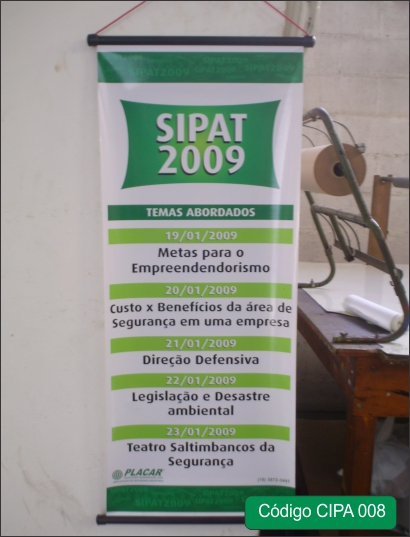 SIPAT2009
SIPAT
2009
TEMAS ABORDADOS
19/01/2009
Metas para o
Empreendendorismo
20/01/2009
Custo x Benefícios da área de
Segurança em uma empresa
21/01/2009
Direção Defensiva
22/01/2009
Legislação e Desastre
ambiental
23/01/2009
Teatro Saltimbancos da
Segurança
PLACAR
SIPAT2009
Código CIPA 008